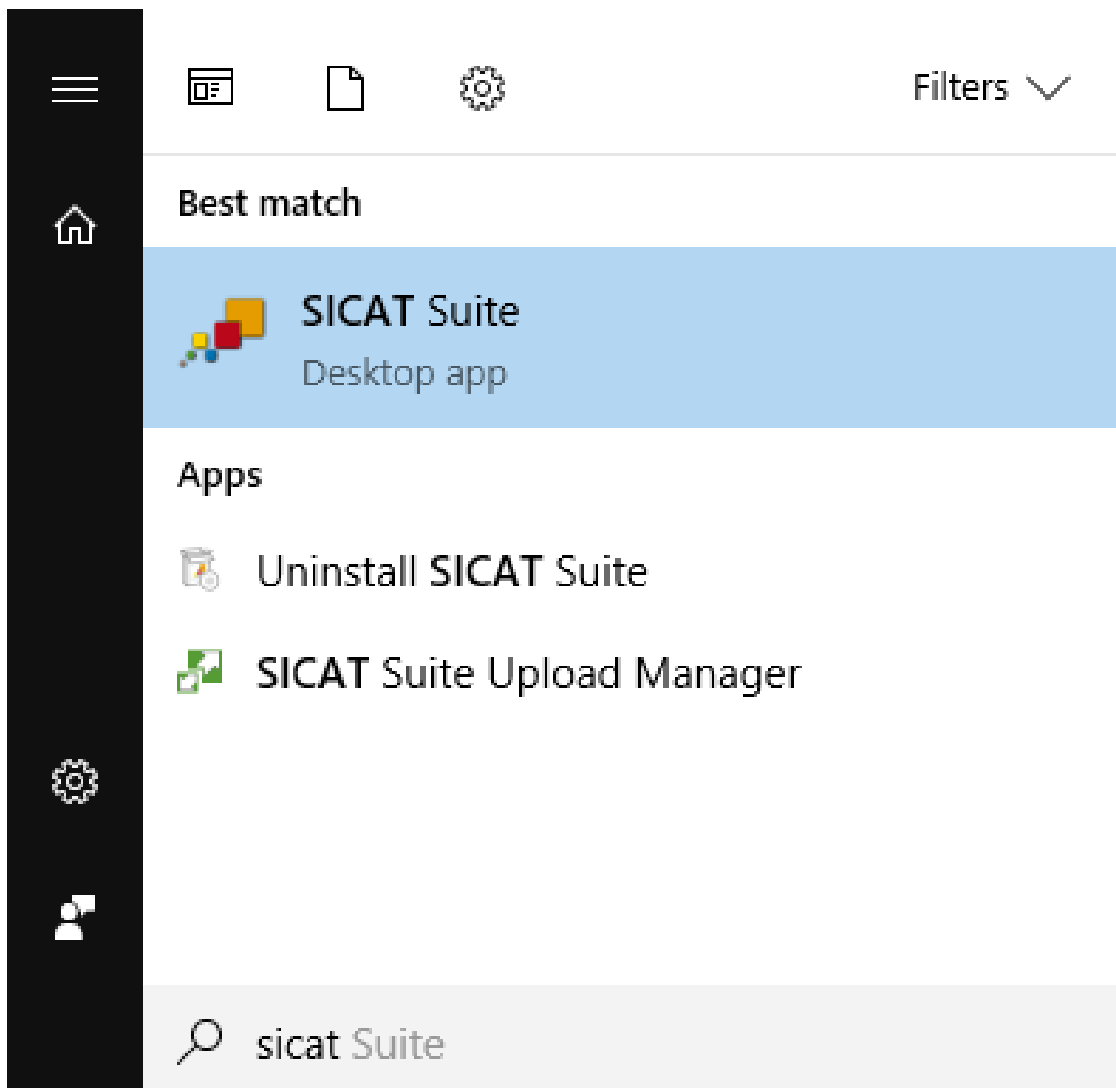 Filters
Best match
SICAT Suite
Desktop app
Apps
Uninstall SICAT Suite
SICAT Suite Upload Manager
sicat Suite